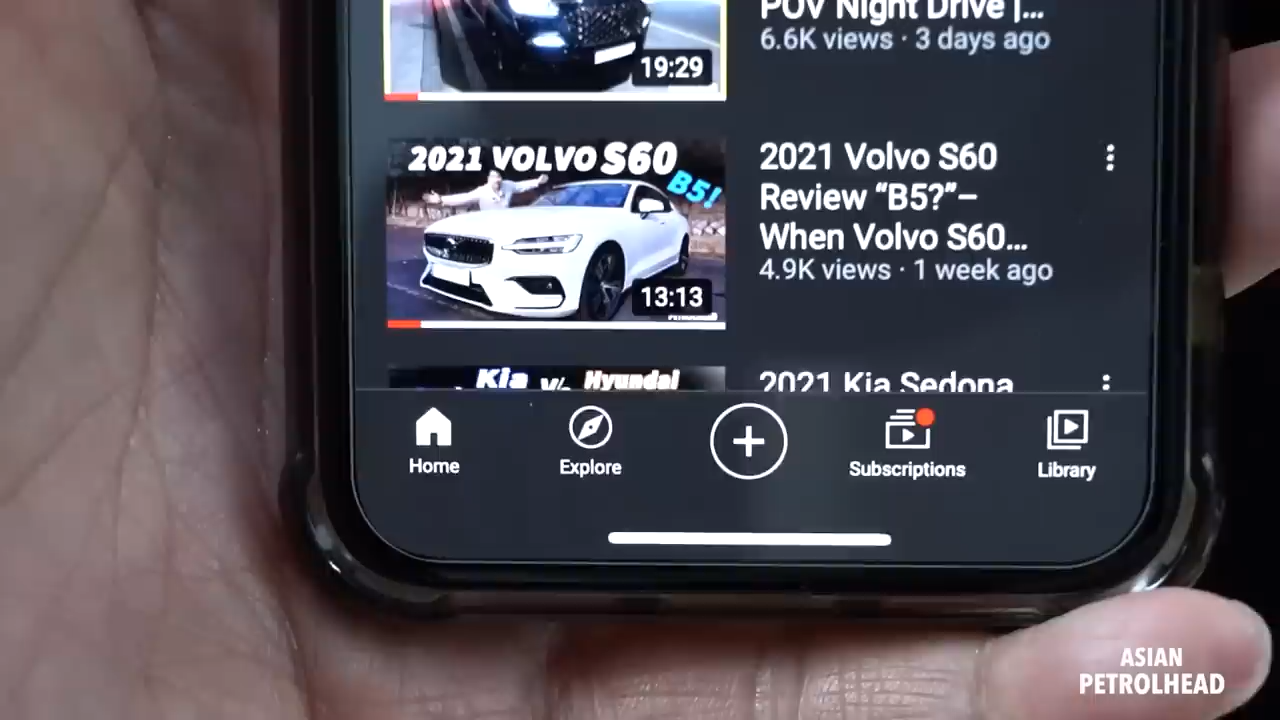 POV Night Drive |...
6.6K views · 3 days ago
19:29
2021 VOLVO S60
B5!
13:13
2021 Volvo S60
Review “B5?”–
When Volvo S60...
4.9K views · 1 week ago
Kia Vs Hyundai
2021 Kia Sedona
Home
Explore
Subscriptions
Library
ASIAN
PETROLHEAD